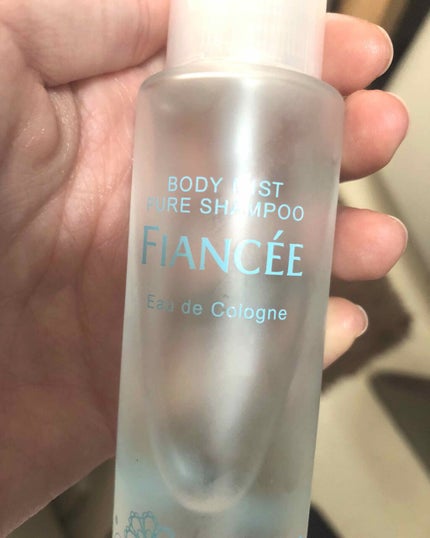 BODY MIST
PURE SHAMPOO
FIANCÉE
Eau de Cologne